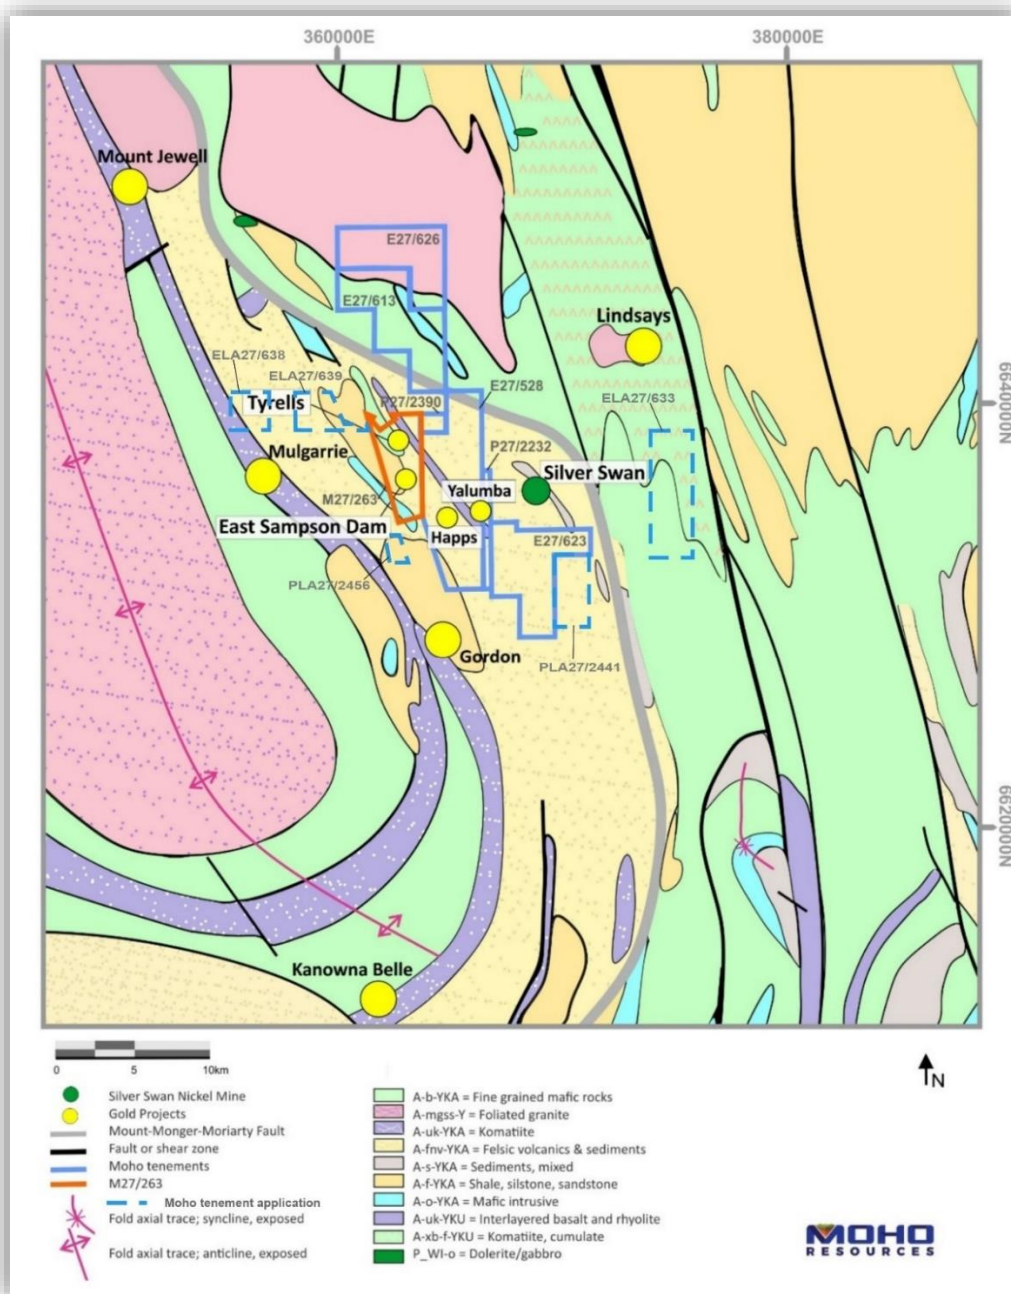 360000E 380000E
Mount Jewell
E27/626
E27/613
Lindsays
ELA27/638
ELA27/639
E27/528
6640000N
P27/2390
ELA27/633
Tyrells
Mulgarrie
P27/2232
Silver Swan
Yalumba
M27/263
East Sampson Dam
Happs
E27/623
PLA27/2456
Gordon
PLA27/2441
6620000N
Kanowna Belle
0 5 10km
N
Silver Swan Nickel Mine
Gold Projects
Mount-Monger-Moriarty Fault
Fault or shear zone
Moho tenements
M27/263
Moho tenement application
Fold axial trace; syncline, exposed
Fold axial trace; anticline, exposed
A-b-YKA = Fine grained mafic rocks
A-mgss-Y = Foliated granite
A-uk-YKA = Komatiite
A-fnv-YKA = Felsic volcanics & sediments
A-s-YKA = Sediments, mixed
A-f-YKA = Shale, silstone, sandstone
A-o-YKA = Mafic intrusive
A-uk-YKU = Interlayered basalt and rhyolite
A-xb-f-YKU = Komatiite, cumulate
P_WI-o = Dolerite/gabbro
MOHO
RESOURCES